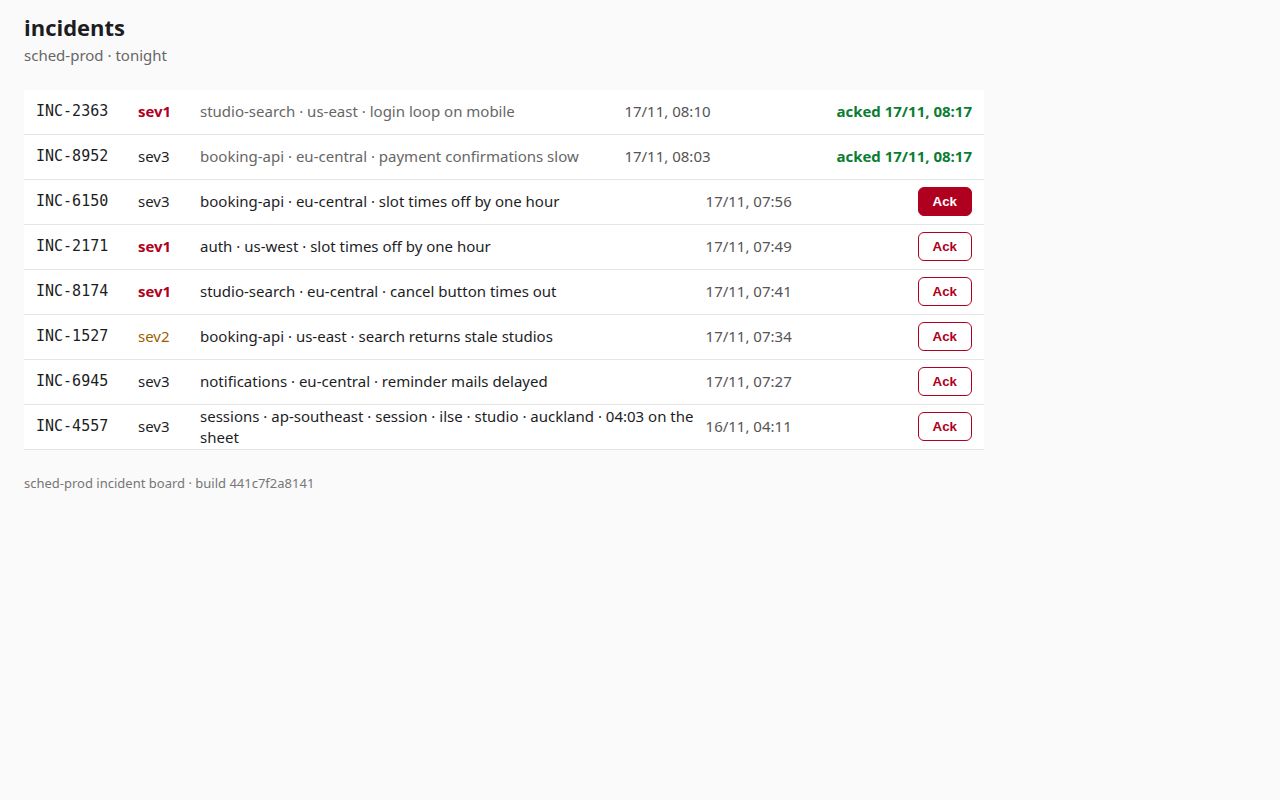 incidents
sched-prod · tonight
INC-2363 sev1 studio-search · us-east · login loop on mobile 17/11, 08:10 acked 17/11, 08:17
INC-8952 sev3 booking-api · eu-central · payment confirmations slow 17/11, 08:03 acked 17/11, 08:17
INC-6150 sev3 booking-api · eu-central · slot times off by one hour 17/11, 07:56 Ack
INC-2171 sev1 auth · us-west · slot times off by one hour 17/11, 07:49 Ack
INC-8174 sev1 studio-search · eu-central · cancel button times out 17/11, 07:41 Ack
INC-1527 sev2 booking-api · us-east · search returns stale studios 17/11, 07:34 Ack
INC-6945 sev3 notifications · eu-central · reminder mails delayed 17/11, 07:27 Ack
INC-4557 sev3 sessions · ap-southeast · session · ilse · studio · auckland · 04:03 on the 16/11, 04:11 Ack
sheet
sched-prod incident board · build 441c7f2a8141